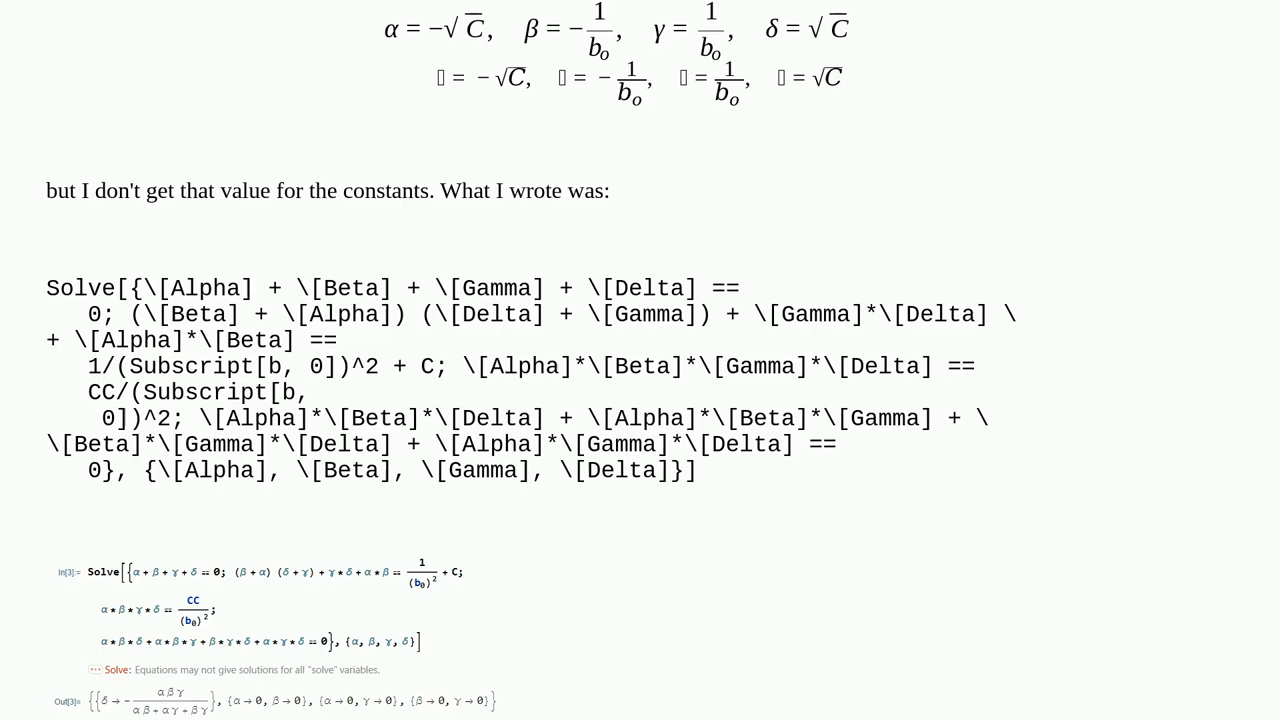 α = −√C, β = −1/b₀, γ = 1/b₀, δ = √C
▯ = −√C, ▯ = −1/b₀, ▯ = 1/b₀, ▯ = √C
but I don't get that value for the constants. What I wrote was:
Solve[{\[Alpha] + \[Beta] + \[Gamma] + \[Delta] ==
0; (\[Beta] + \[Alpha]) (\[Delta] + \[Gamma]) + \[Gamma]*\[Delta] \
+ \[Alpha]*\[Beta] ==
1/(Subscript[b, 0])^2 + C; \[Alpha]*\[Beta]*\[Gamma]*\[Delta] ==
CC/(Subscript[b,
0])^2; \[Alpha]*\[Beta]*\[Delta] + \[Alpha]*\[Beta]*\[Gamma] + \
\[Beta]*\[Gamma]*\[Delta] + \[Alpha]*\[Gamma]*\[Delta] ==
0}, {\[Alpha], \[Beta], \[Gamma], \[Delta]}]
In[3]:= Solve[{α + β + γ + δ == 0; (β + α) (δ + γ) + γ * δ + α * β == 1/(b₀)² + C;
α * β * γ * δ == CC/(b₀)²;
α * β * δ + α * β * γ + β * γ * δ + α * γ * δ == 0}, {α, β, γ, δ}]
··· Solve: Equations may not give solutions for all "solve" variables.
Out[3]= {{δ → −αβγ/(αβ + αγ + βγ)}, {α → 0, β → 0}, {α → 0, γ → 0}, {β → 0, γ → 0}}